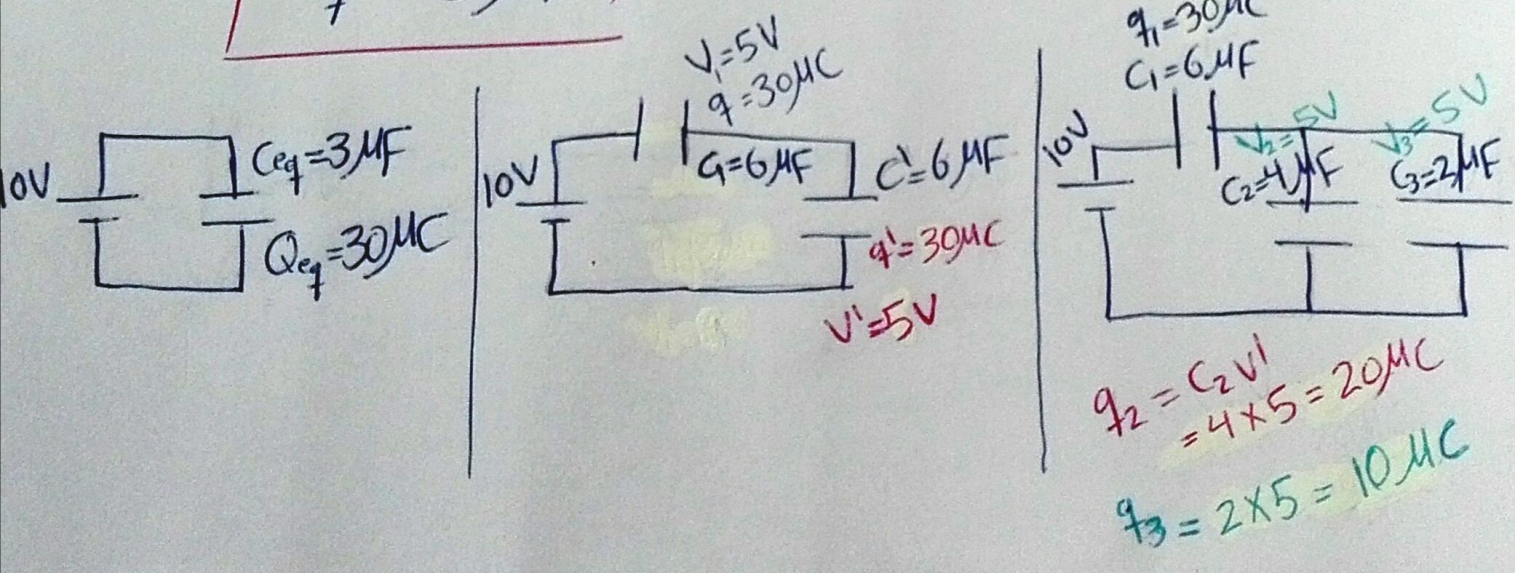 10V
Ceq=3μF
Qeq=30μC
V₁=5V
q=30μC
10V
C₁=6μF
C'=6μF
q'=30μC
V'=5V
q₁=30μC
C₁=6μF
10V
V₂=5V
V₃=5V
C₂=4μF
C₃=2μF
q₂=C₂V'
=4×5=20μC
q₃=2×5=10μC